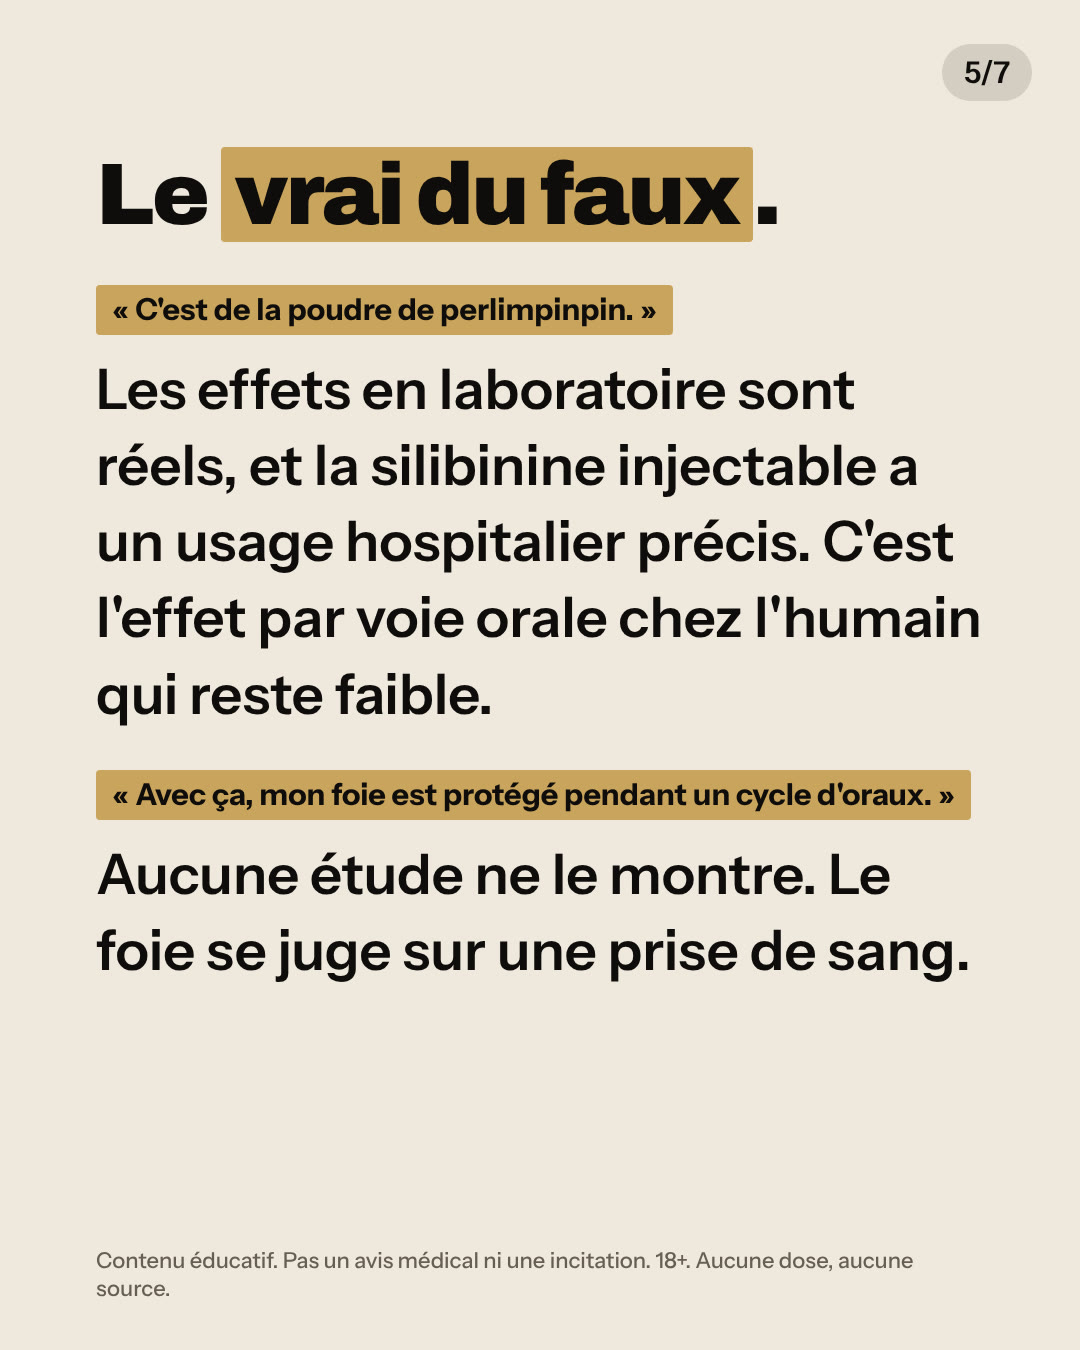 5/7
Le vrai du faux.
« C'est de la poudre de perlimpinpin. »
Les effets en laboratoire sont
réels, et la silibinine injectable a
un usage hospitalier précis. C'est
l'effet par voie orale chez l'humain
qui reste faible.
« Avec ça, mon foie est protégé pendant un cycle d'oraux. »
Aucune étude ne le montre. Le
foie se juge sur une prise de sang.
Contenu éducatif. Pas un avis médical ni une incitation. 18+. Aucune dose, aucune
source.